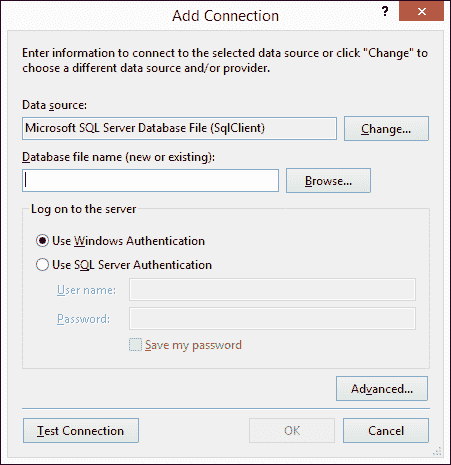 Add Connection
?
Enter information to connect to the selected data source or click "Change" to
choose a different data source and/or provider.
Data source:
Microsoft SQL Server Database File (SqlClient)
Change...
Database file name (new or existing):
Browse...
Log on to the server
Use Windows Authentication
Use SQL Server Authentication
User name:
Password:
Save my password
Advanced...
Test Connection
OK
Cancel